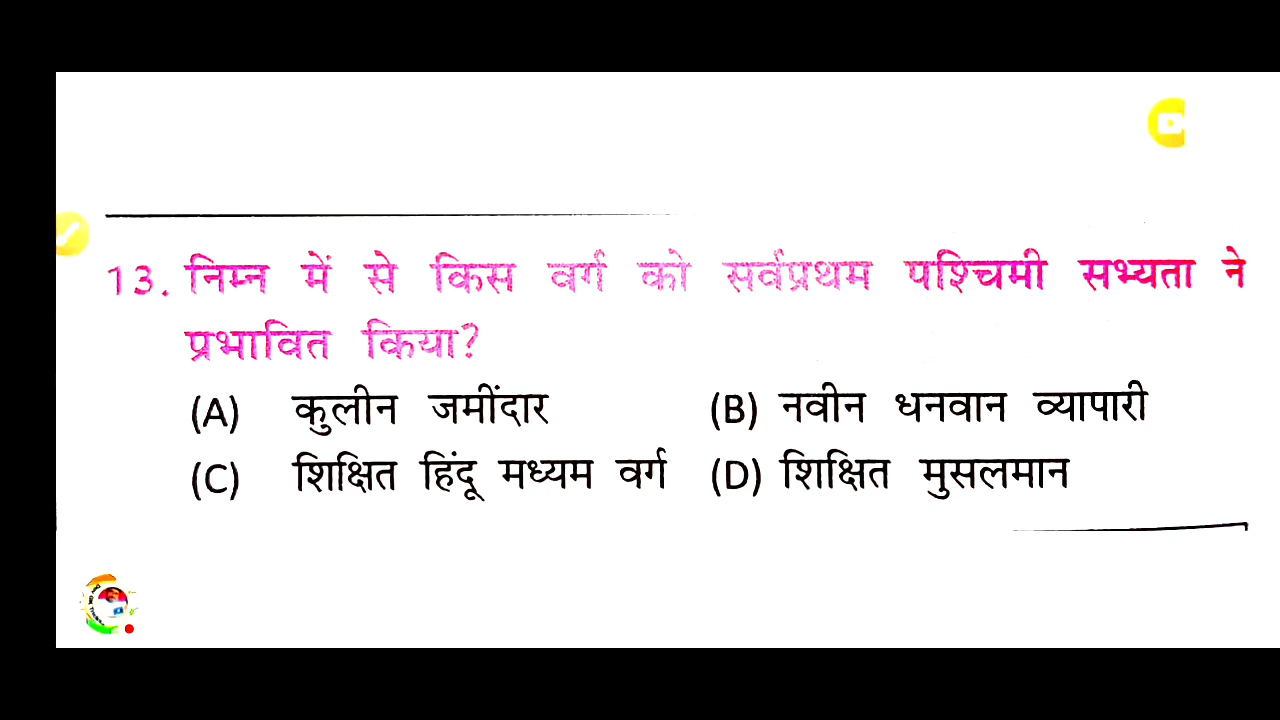 13. निम्न में से किस वर्ग को सर्वप्रथम पश्चिमी सभ्यता ने
प्रभावित किया?
(A) कुलीन जमींदार (B) नवीन धनवान व्यापारी
(C) शिक्षित हिंदू मध्यम वर्ग (D) शिक्षित मुसलमान